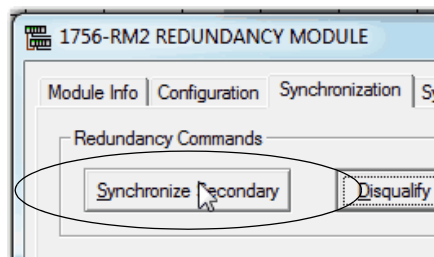 1756-RM2 REDUNDANCY MODULE
Module Info Configuration Synchronization
Redundancy Commands
Synchronize Secondary Disqualify